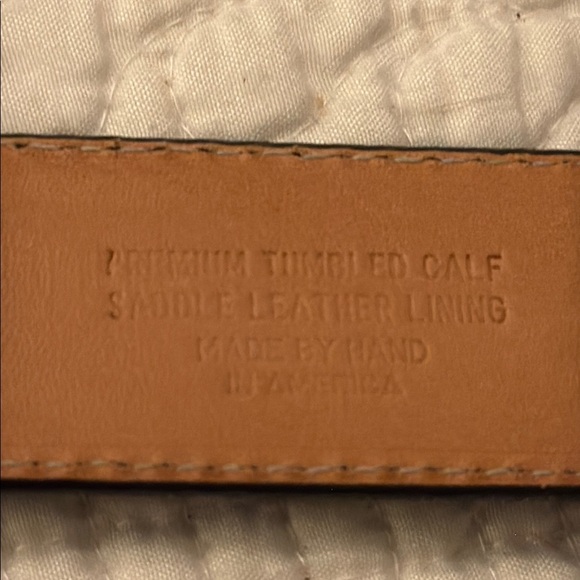 PREMIUM TUMBLED CALF
SADDLE LEATHER LINING
MADE BY HAND
IN AMERICA